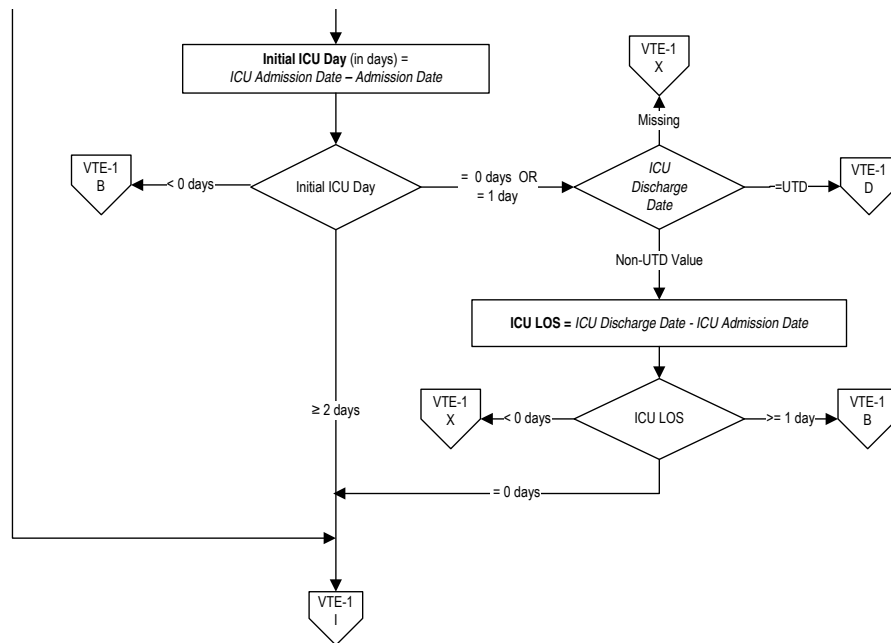 Initial ICU Day (in days) =
ICU Admission Date – Admission Date
VTE-1
X
Missing
VTE-1
B
< 0 days
Initial ICU Day
= 0 days OR
= 1 day
ICU
Discharge
Date
=UTD
VTE-1
D
Non-UTD Value
ICU LOS = ICU Discharge Date - ICU Admission Date
≥ 2 days
VTE-1
X
< 0 days
ICU LOS
>= 1 day
VTE-1
B
= 0 days
VTE-1
I